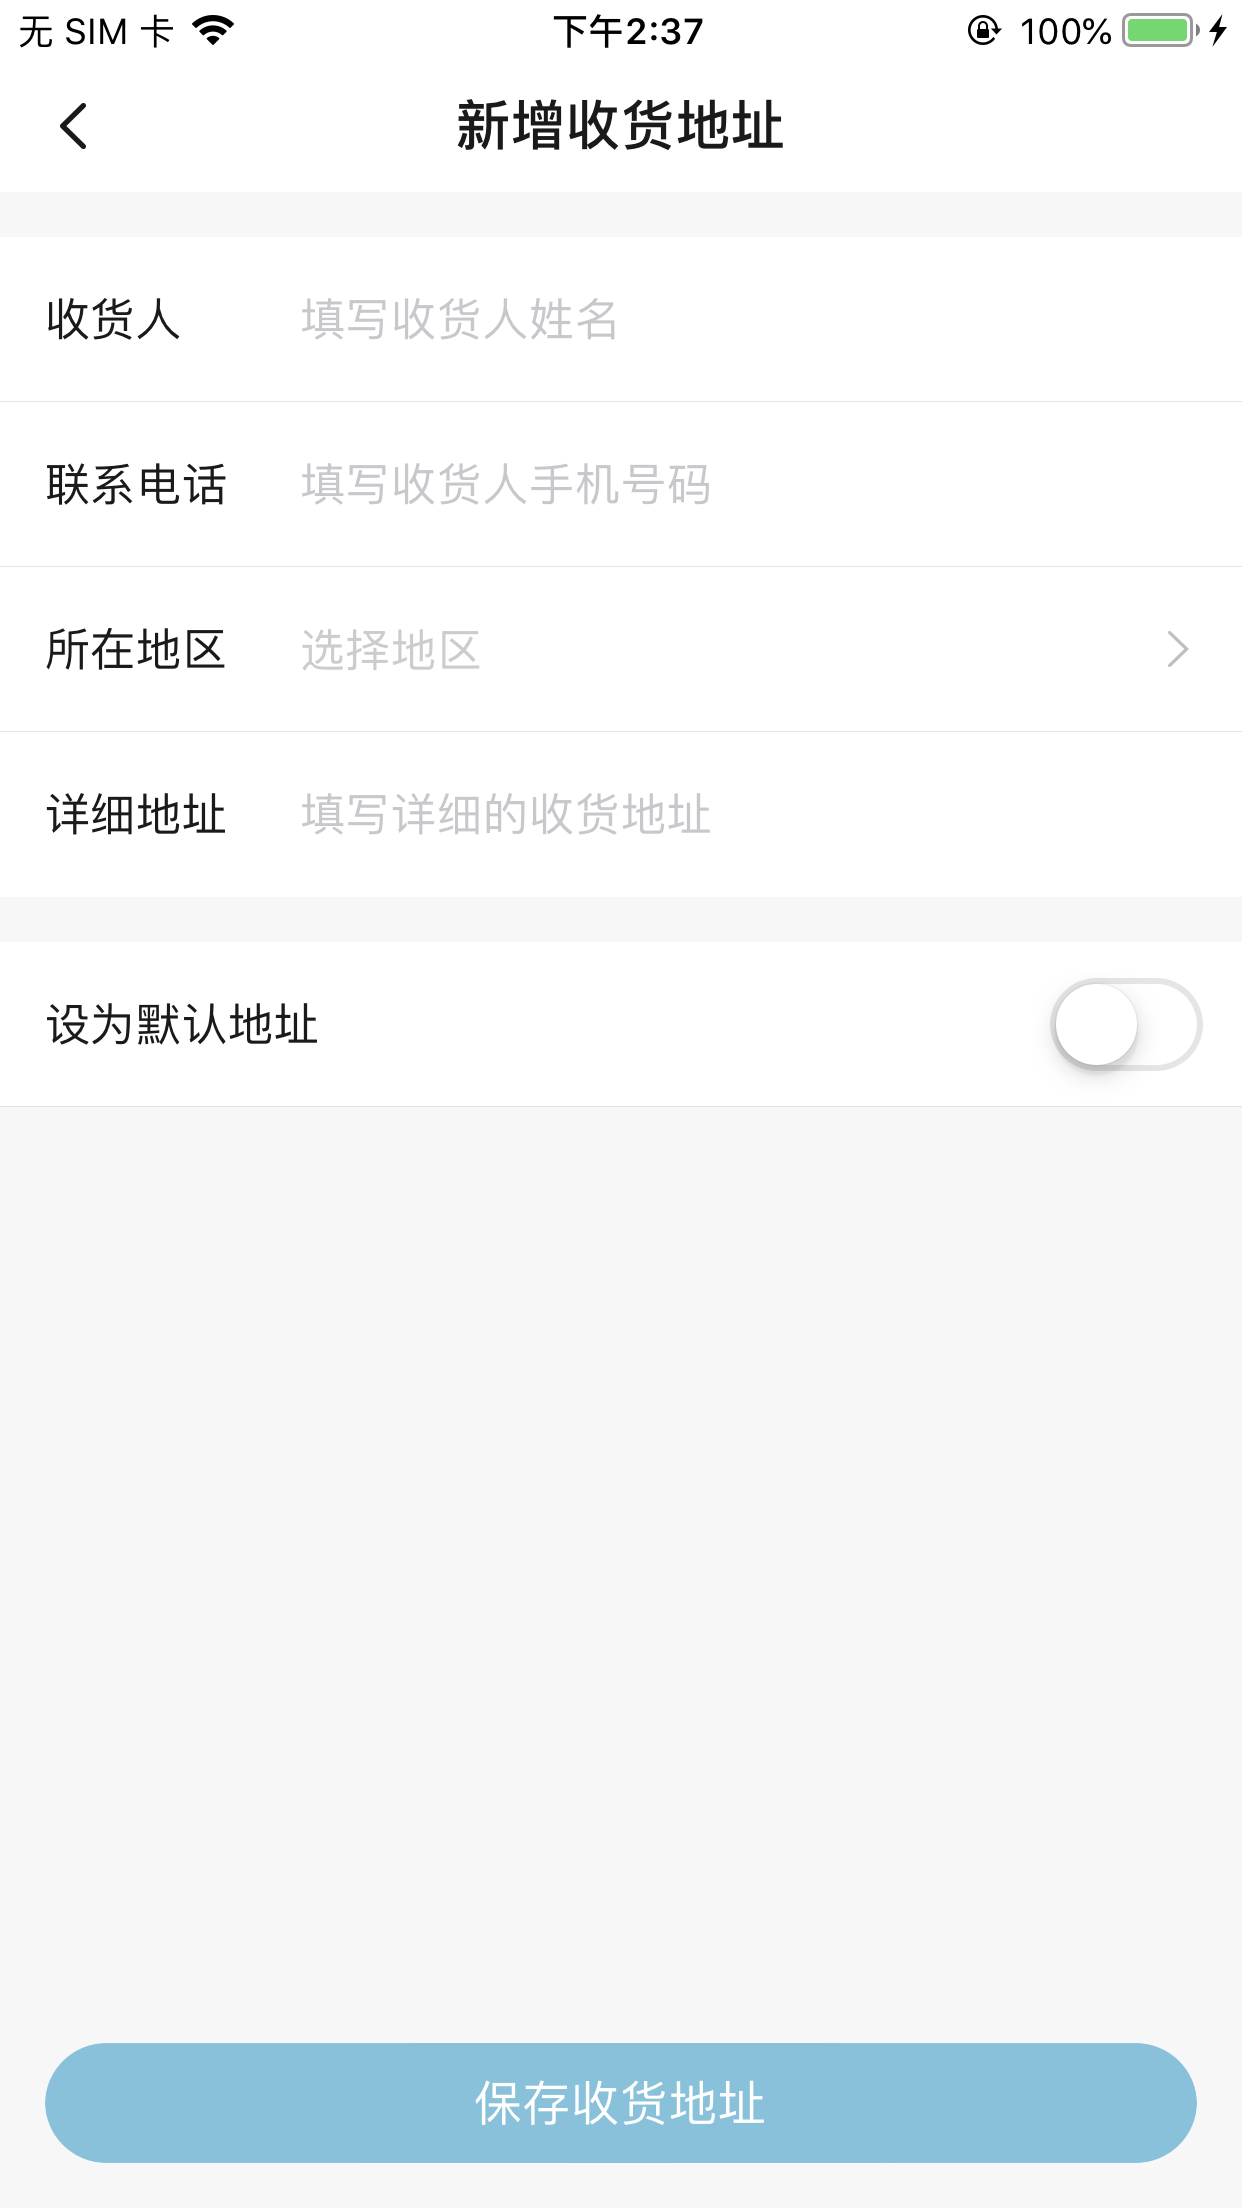 无 SIM 卡 下午2:37 100%
新增收货地址
收货人 填写收货人姓名
联系电话 填写收货人手机号码
所在地区 选择地区
详细地址 填写详细的收货地址
设为默认地址
保存收货地址